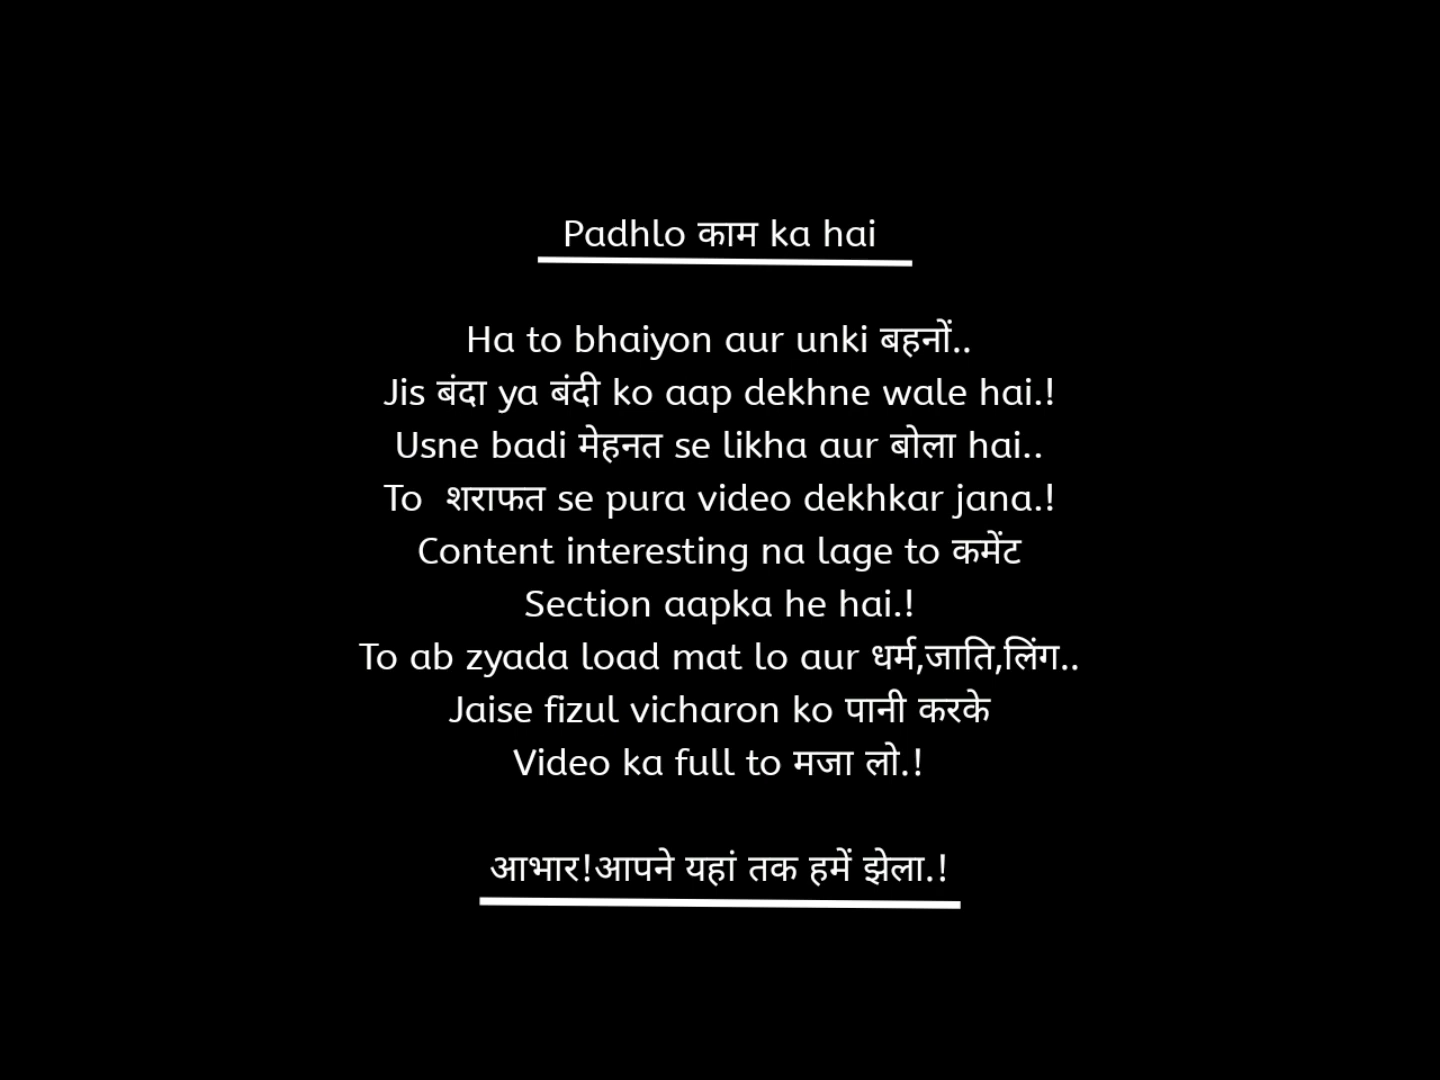 Padhlo काम ka hai
Ha to bhaiyon aur unki बहनों..
Jis बंदा ya बंदी ko aap dekhne wale hai.!
Usne badi मेहनत se likha aur बोला hai..
To शराफत se pura video dekhkar jana.!
Content interesting na lage to कमेंट
Section aapka he hai.!
To ab zyada load mat lo aur धर्म,जाति,लिंग..
Jaise fizul vicharon ko पानी करके
Video ka full to मजा लो.!
आभार!आपने यहां तक हमें झेला.!